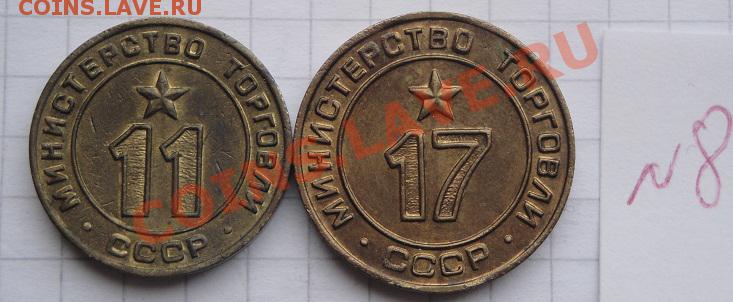 COINS.LAVE.RU
МИНИСТЕРСТВО ТОРГОВЛИ
11
· СССР ·
МИНИСТЕРСТВО ТОРГОВЛИ
17
· СССР ·
COINS.LAVE.RU
№8